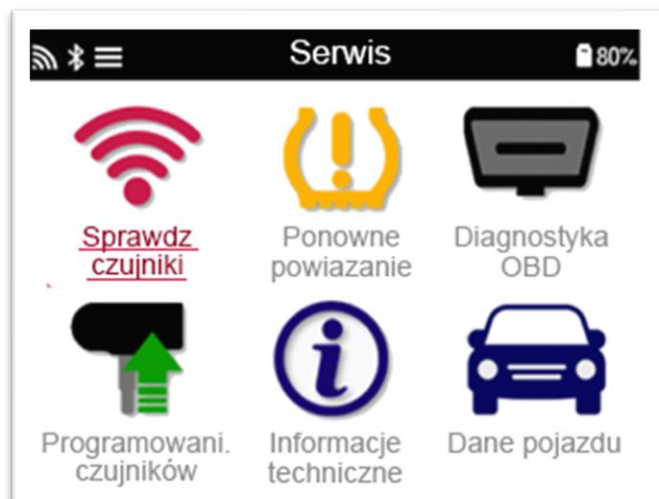 Serwis
80%
Sprawdz
czujniki
Ponowne
powiazanie
Diagnostyka
OBD
Programowani.
czujników
Informacje
techniczne
Dane pojazdu